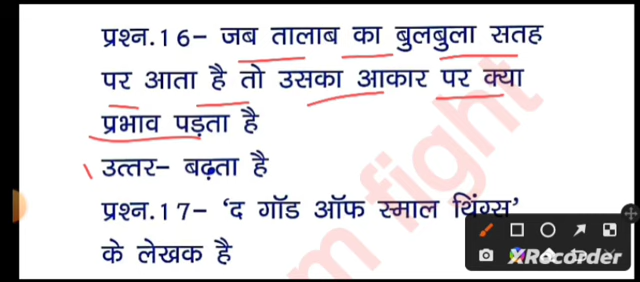 प्रश्न.16- जब तालाब का बुलबुला सतह
पर आता है तो उसका आकार पर क्या
प्रभाव पड़ता है
उत्तर- बढ़ता है
प्रश्न.17- ‘द गॉड ऑफ स्माल थिंग्स’
के लेखक है
m fight
XRecorder